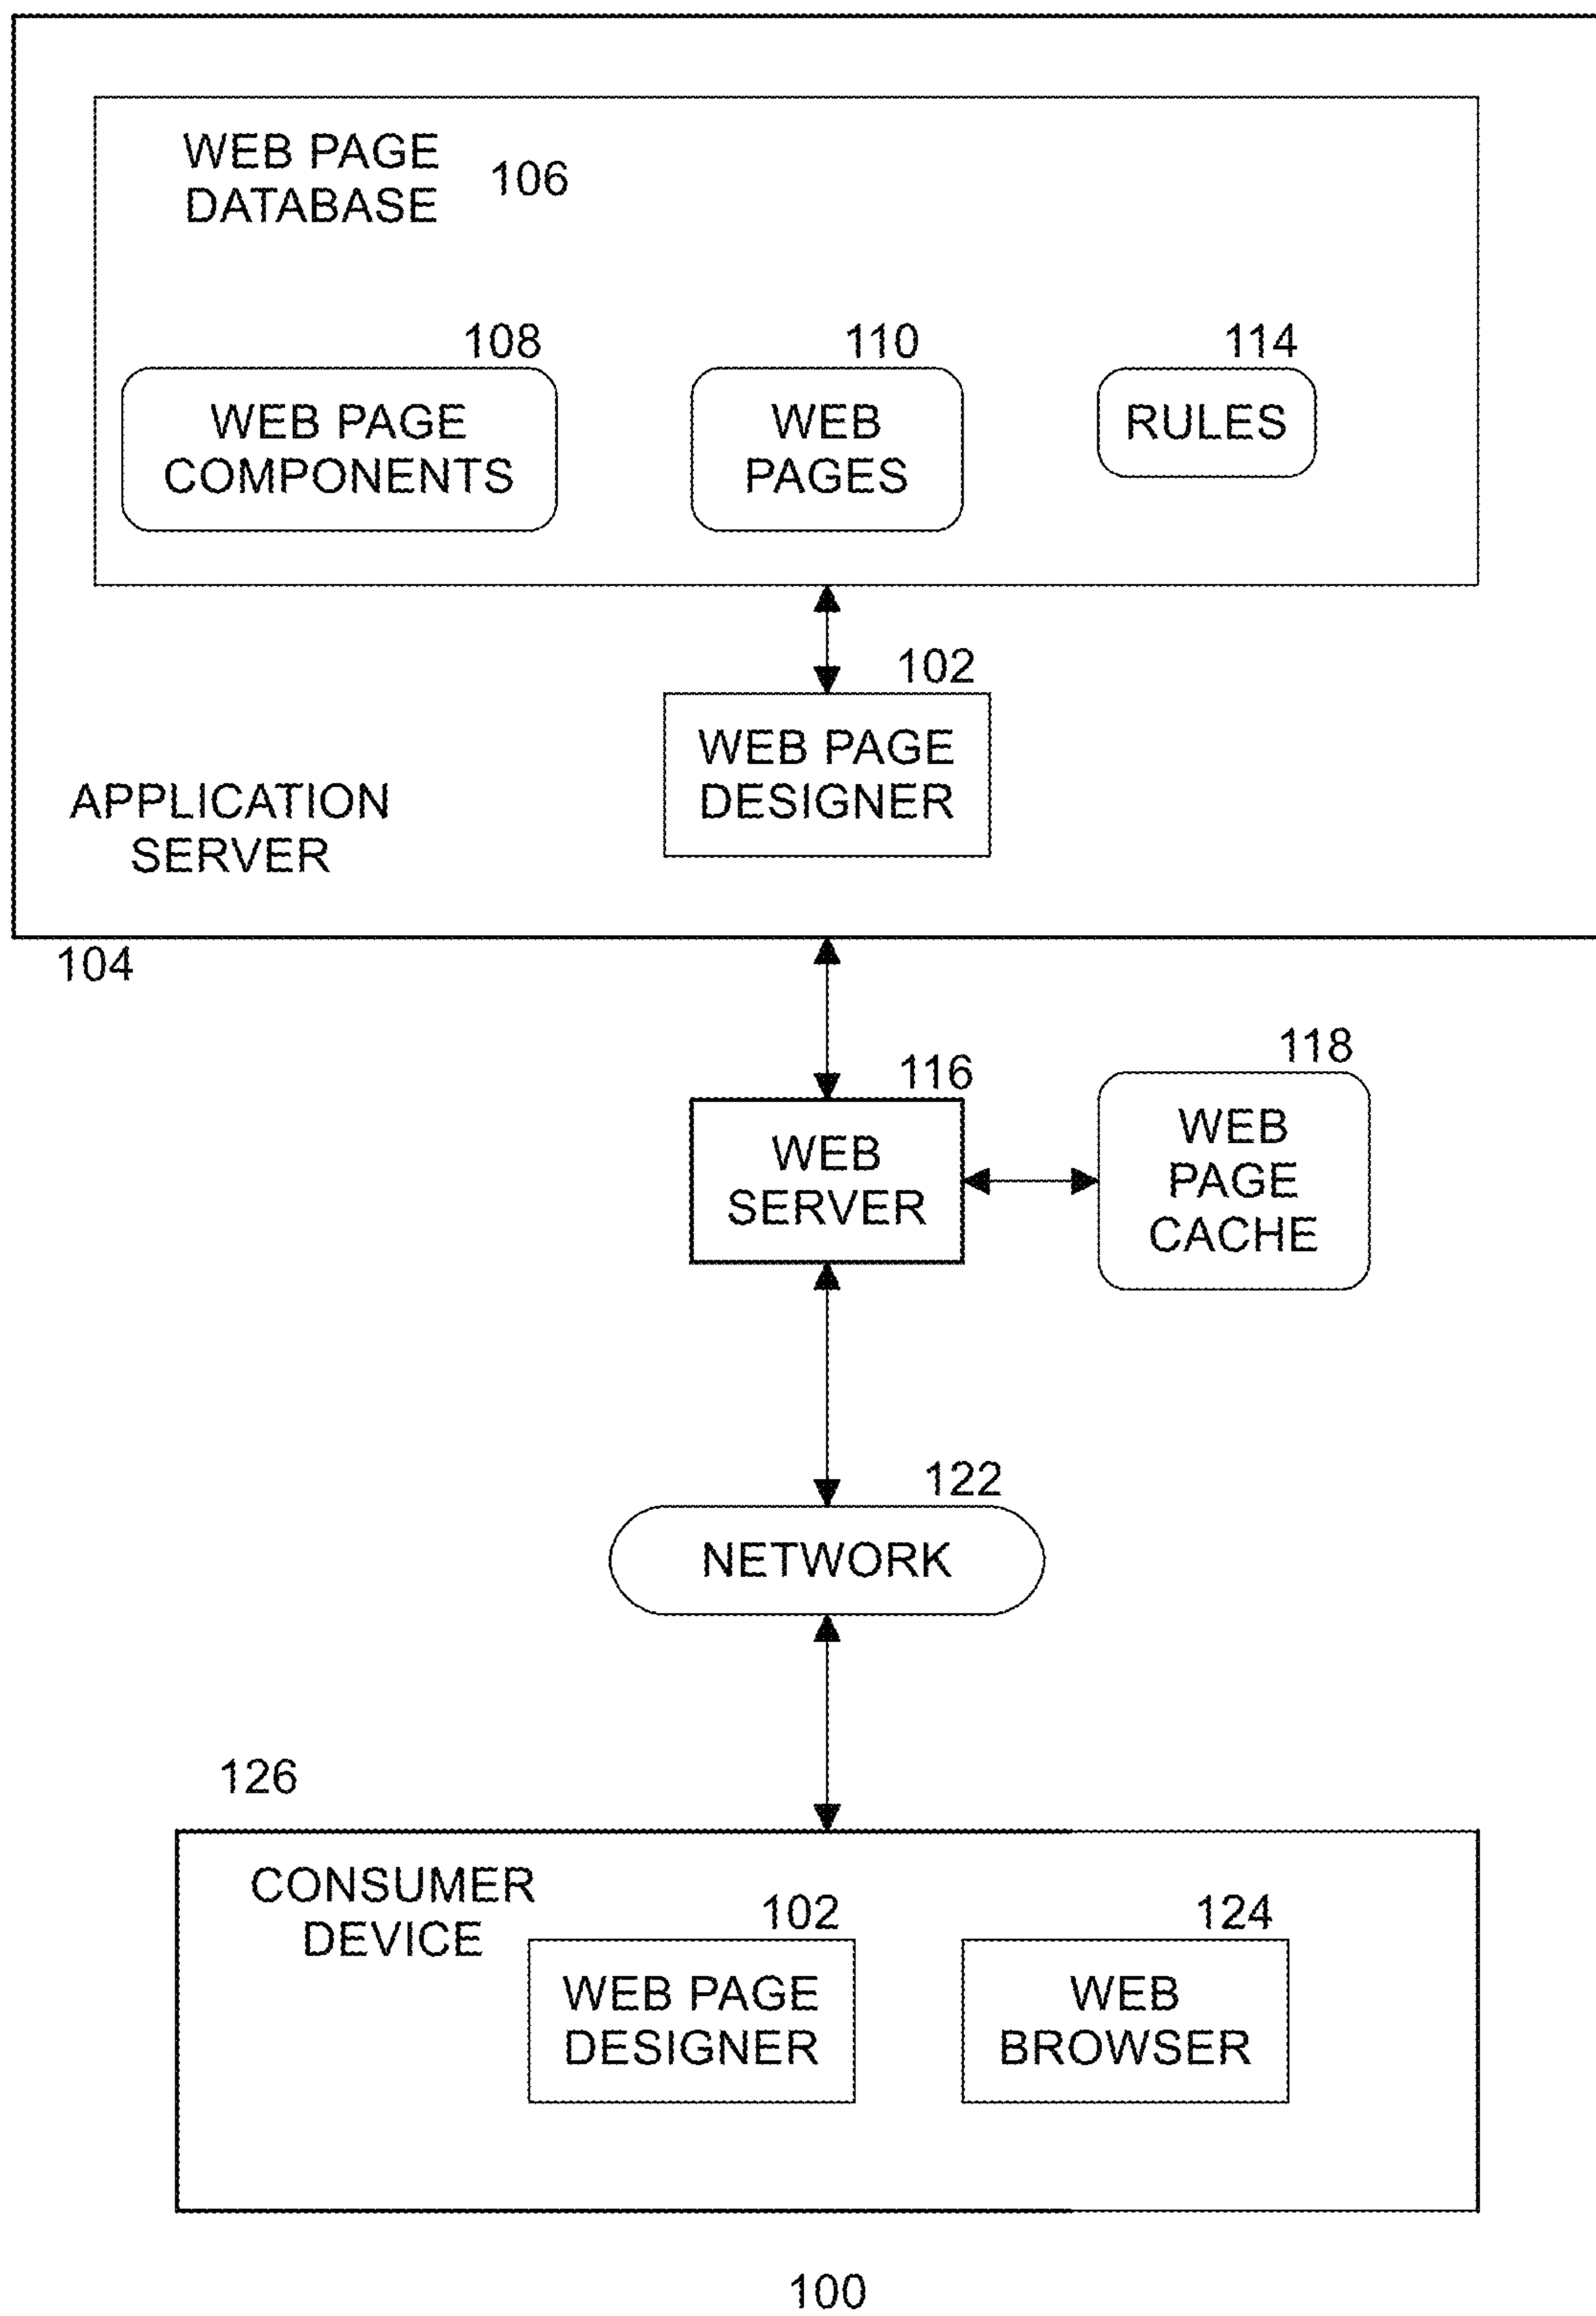 WEB PAGE
DATABASE
106
108
110
114
WEB PAGE
COMPONENTS
WEB
PAGES
RULES
102
WEB PAGE
DESIGNER
APPLICATION
SERVER
104
116
118
WEB
SERVER
WEB
PAGE
CACHE
122
NETWORK
126
CONSUMER
DEVICE
102
124
WEB PAGE
DESIGNER
WEB
BROWSER
100